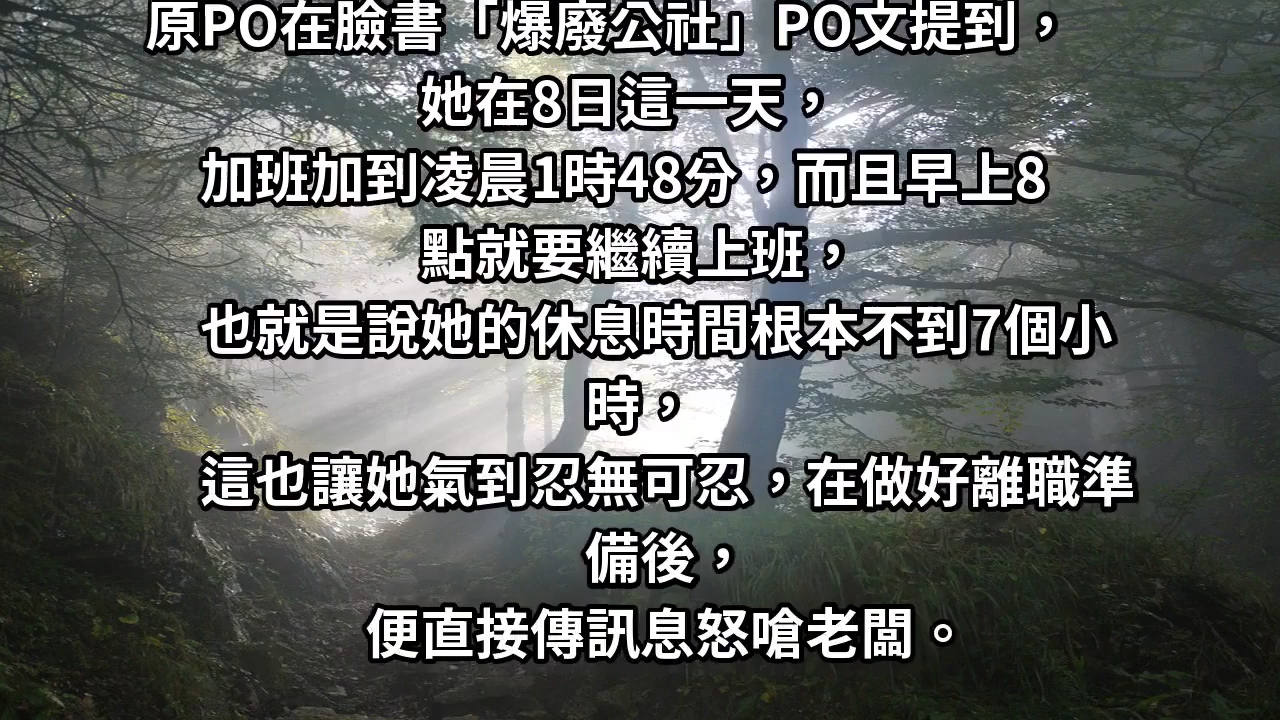 原PO在臉書「爆廢公社」PO文提到，
她在8日這一天，
加班加到凌晨1時48分，而且早上8
點就要繼續上班，
也就是說她的休息時間根本不到7個小
時，
這也讓她氣到忍無可忍，在做好離職準
備後，
便直接傳訊息怒嗆老闆。